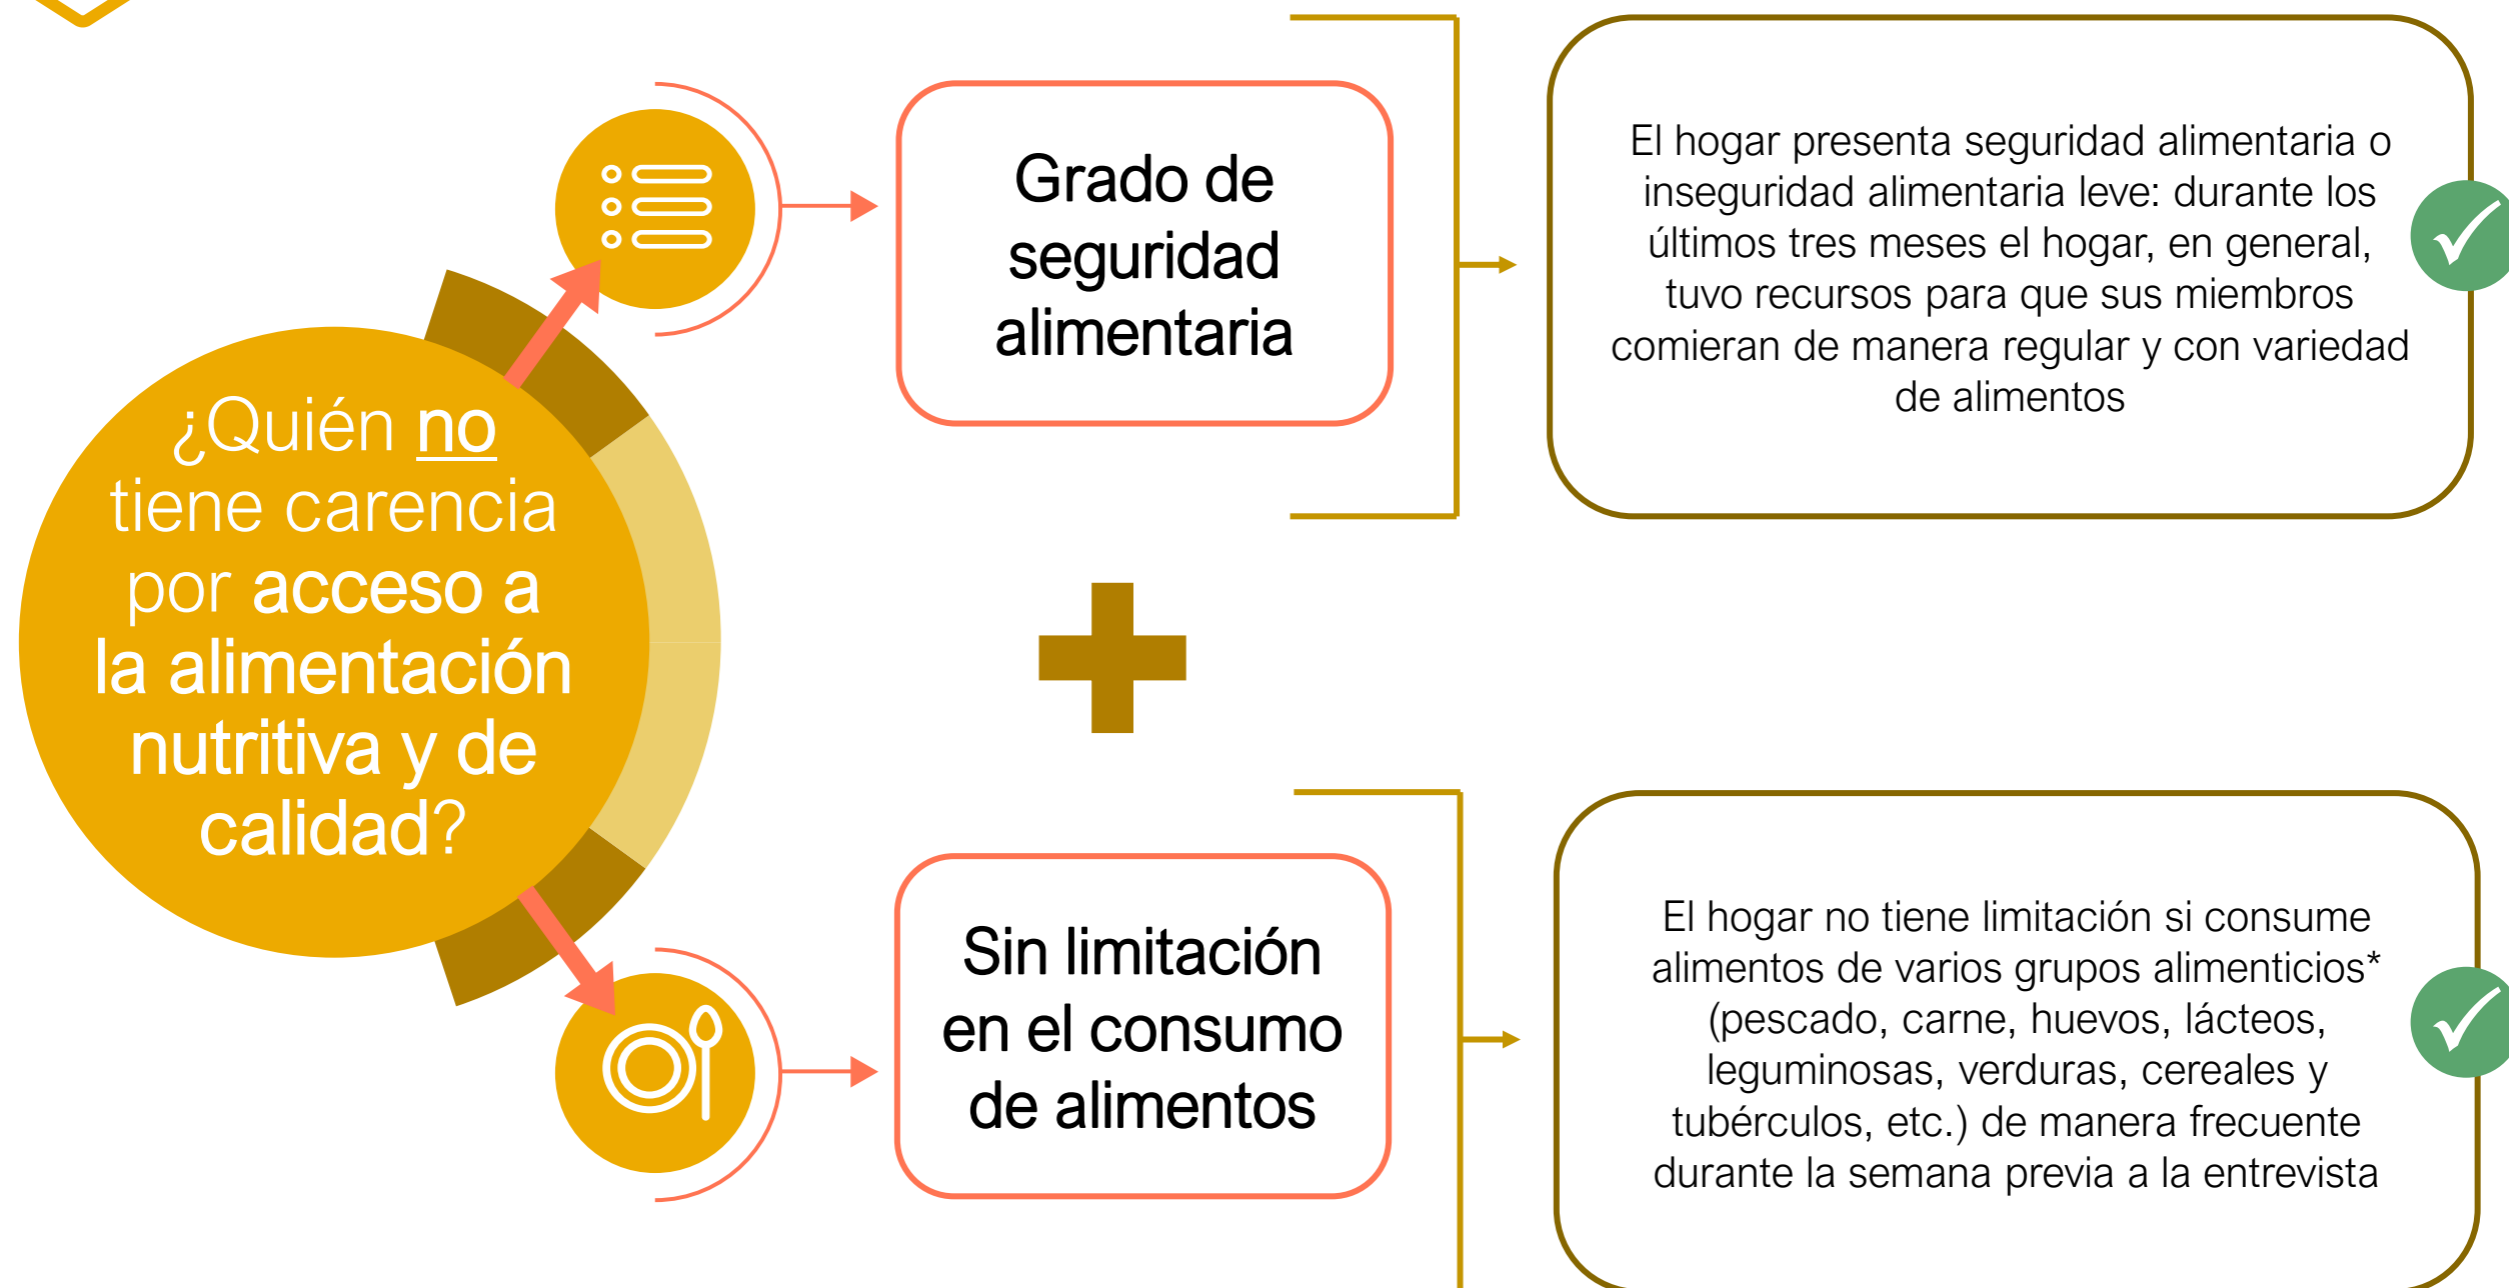 ¿Quién no
tiene carencia
por acceso a
la alimentación
nutritiva y de
calidad?
Grado de
seguridad
alimentaria
El hogar presenta seguridad alimentaria o
inseguridad alimentaria leve: durante los
últimos tres meses el hogar, en general,
tuvo recursos para que sus miembros
comieran de manera regular y con variedad
de alimentos
Sin limitación
en el consumo
de alimentos
El hogar no tiene limitación si consume
alimentos de varios grupos alimenticios*
(pescado, carne, huevos, lácteos,
leguminosas, verduras, cereales y
tubérculos, etc.) de manera frecuente
durante la semana previa a la entrevista